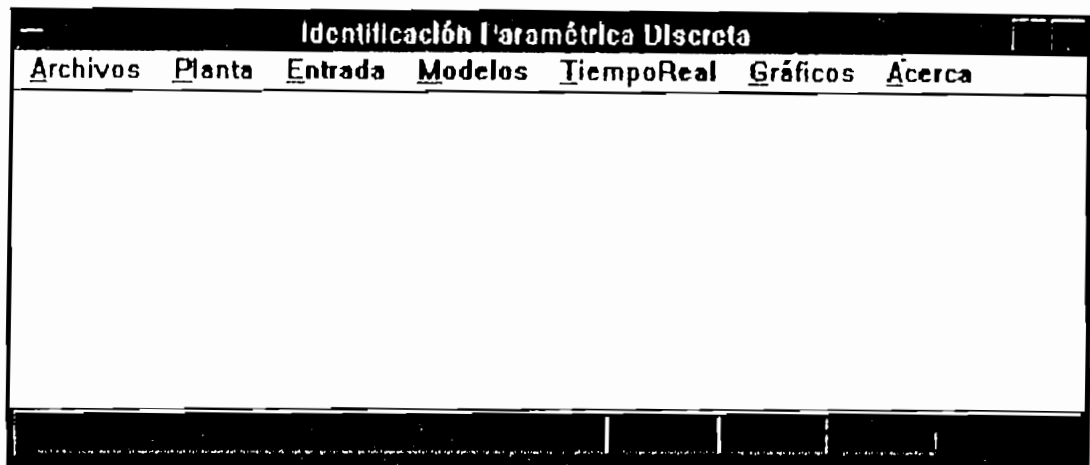 Identificación Paramétrica Discreta
Archivos Planta Entrada Modelos TiempoReal Gráficos Acerca